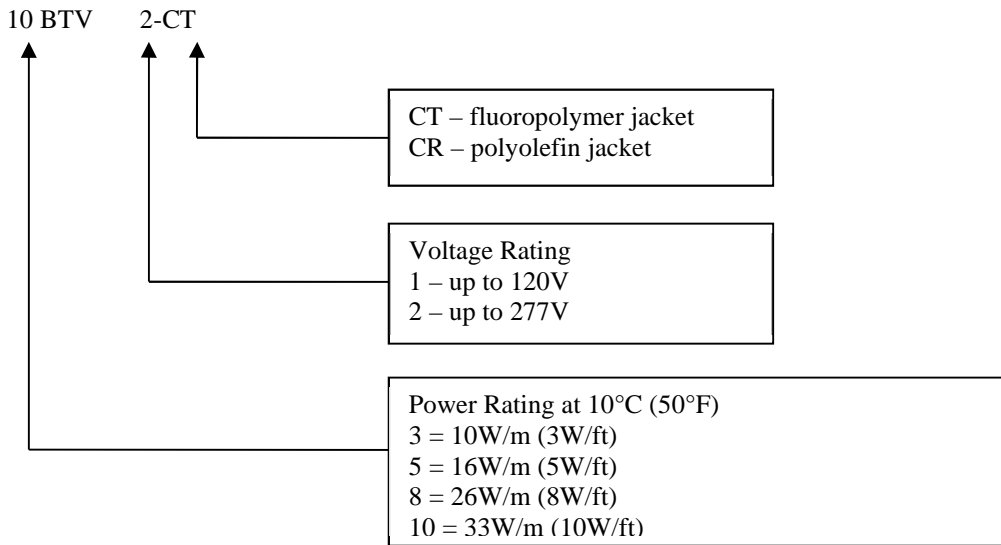 10 BTV 2-CT
CT – fluoropolymer jacket
CR – polyolefin jacket
Voltage Rating
1 – up to 120V
2 – up to 277V
Power Rating at 10°C (50°F)
3 = 10W/m (3W/ft)
5 = 16W/m (5W/ft)
8 = 26W/m (8W/ft)
10 = 33W/m (10W/ft)